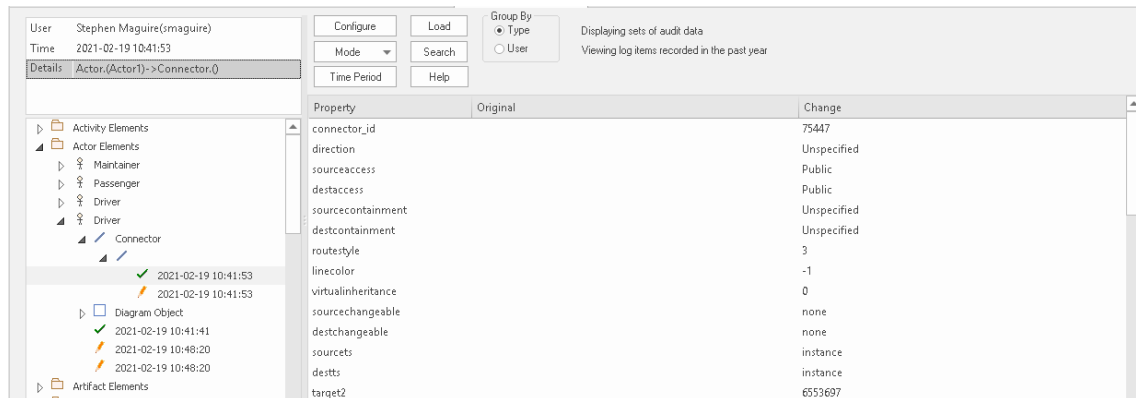 User Stephen Maguire(smaguire)
Time 2021-02-19 10:41:53
Details Actor.(Actor1)->Connector.()
Configure Load
Mode Search
Time Period Help
Group By
Type
User
Displaying sets of audit data
Viewing log items recorded in the past year
Activity Elements
Actor Elements
Maintainer
Passenger
Driver
Driver
Connector
2021-02-19 10:41:53
2021-02-19 10:41:53
Diagram Object
2021-02-19 10:41:41
2021-02-19 10:48:20
2021-02-19 10:48:20
Artifact Elements
Property Original Change
connector_id 75447
direction Unspecified
sourceaccess Public
destaccess Public
sourcecontainment Unspecified
destcontainment Unspecified
routestyle 3
linecolor -1
virtualinheritance 0
sourcechangeable none
destchangeable none
sourcets instance
destts instance
target2 6553697